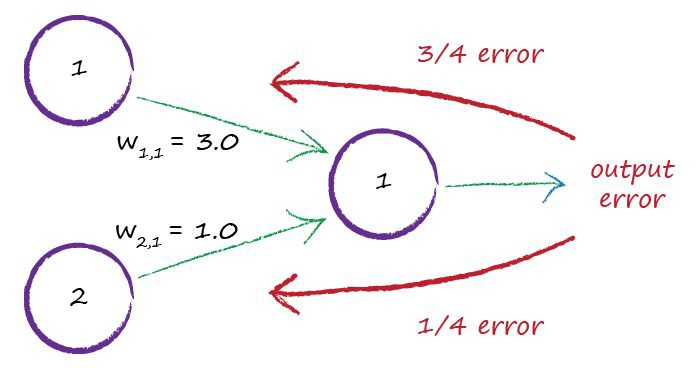 1
3/4 error
w1,1 = 3.0
1
output
error
w2,1 = 1.0
2
1/4 error